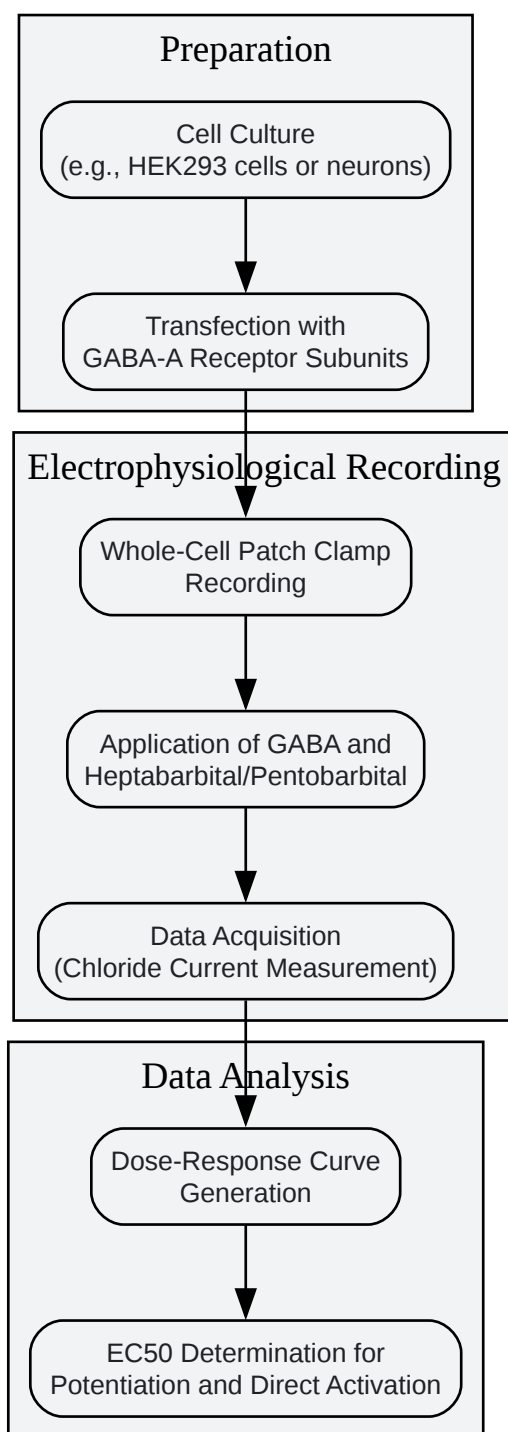 Preparation
Cell Culture
(e.g., HEK293 cells or neurons)
Transfection with
GABA-A Receptor Subunits
Electrophysiological Recording
Whole-Cell Patch Clamp
Recording
Application of GABA and
Heptabarbital/Pentobarbital
Data Acquisition
(Chloride Current Measurement)
Data Analysis
Dose-Response Curve
Generation
EC50 Determination for
Potentiation and Direct Activation